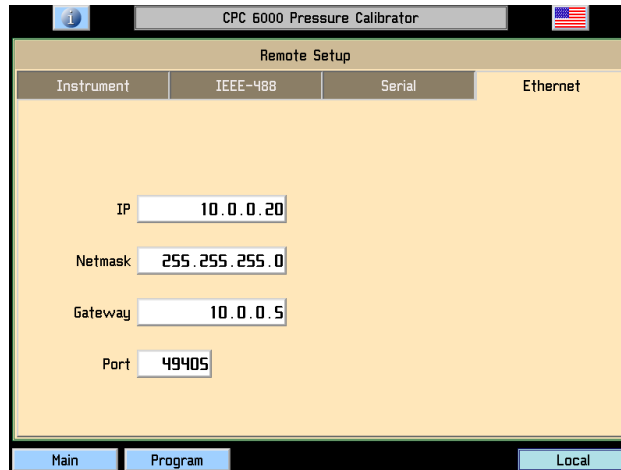 i
CPC 6000 Pressure Calibrator
Remote Setup
Instrument IEEE-488 Serial Ethernet
IP 10.0.0.20
Netmask 255.255.255.0
Gateway 10.0.0.5
Port 49405
Main Program Local